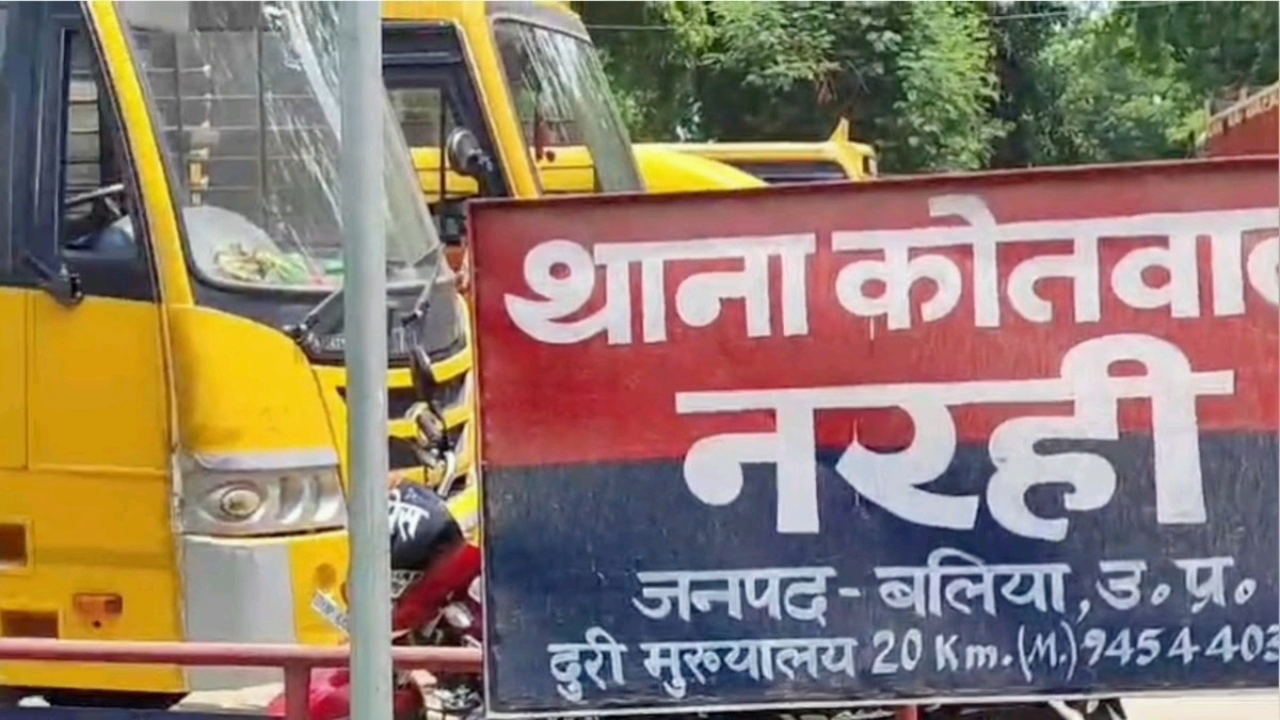 थाना कोतवाल
नरही
जनपद - बलिया, उ॰ प्र॰
दुरी मुख्यालय 20 Km. (M.) 9454403